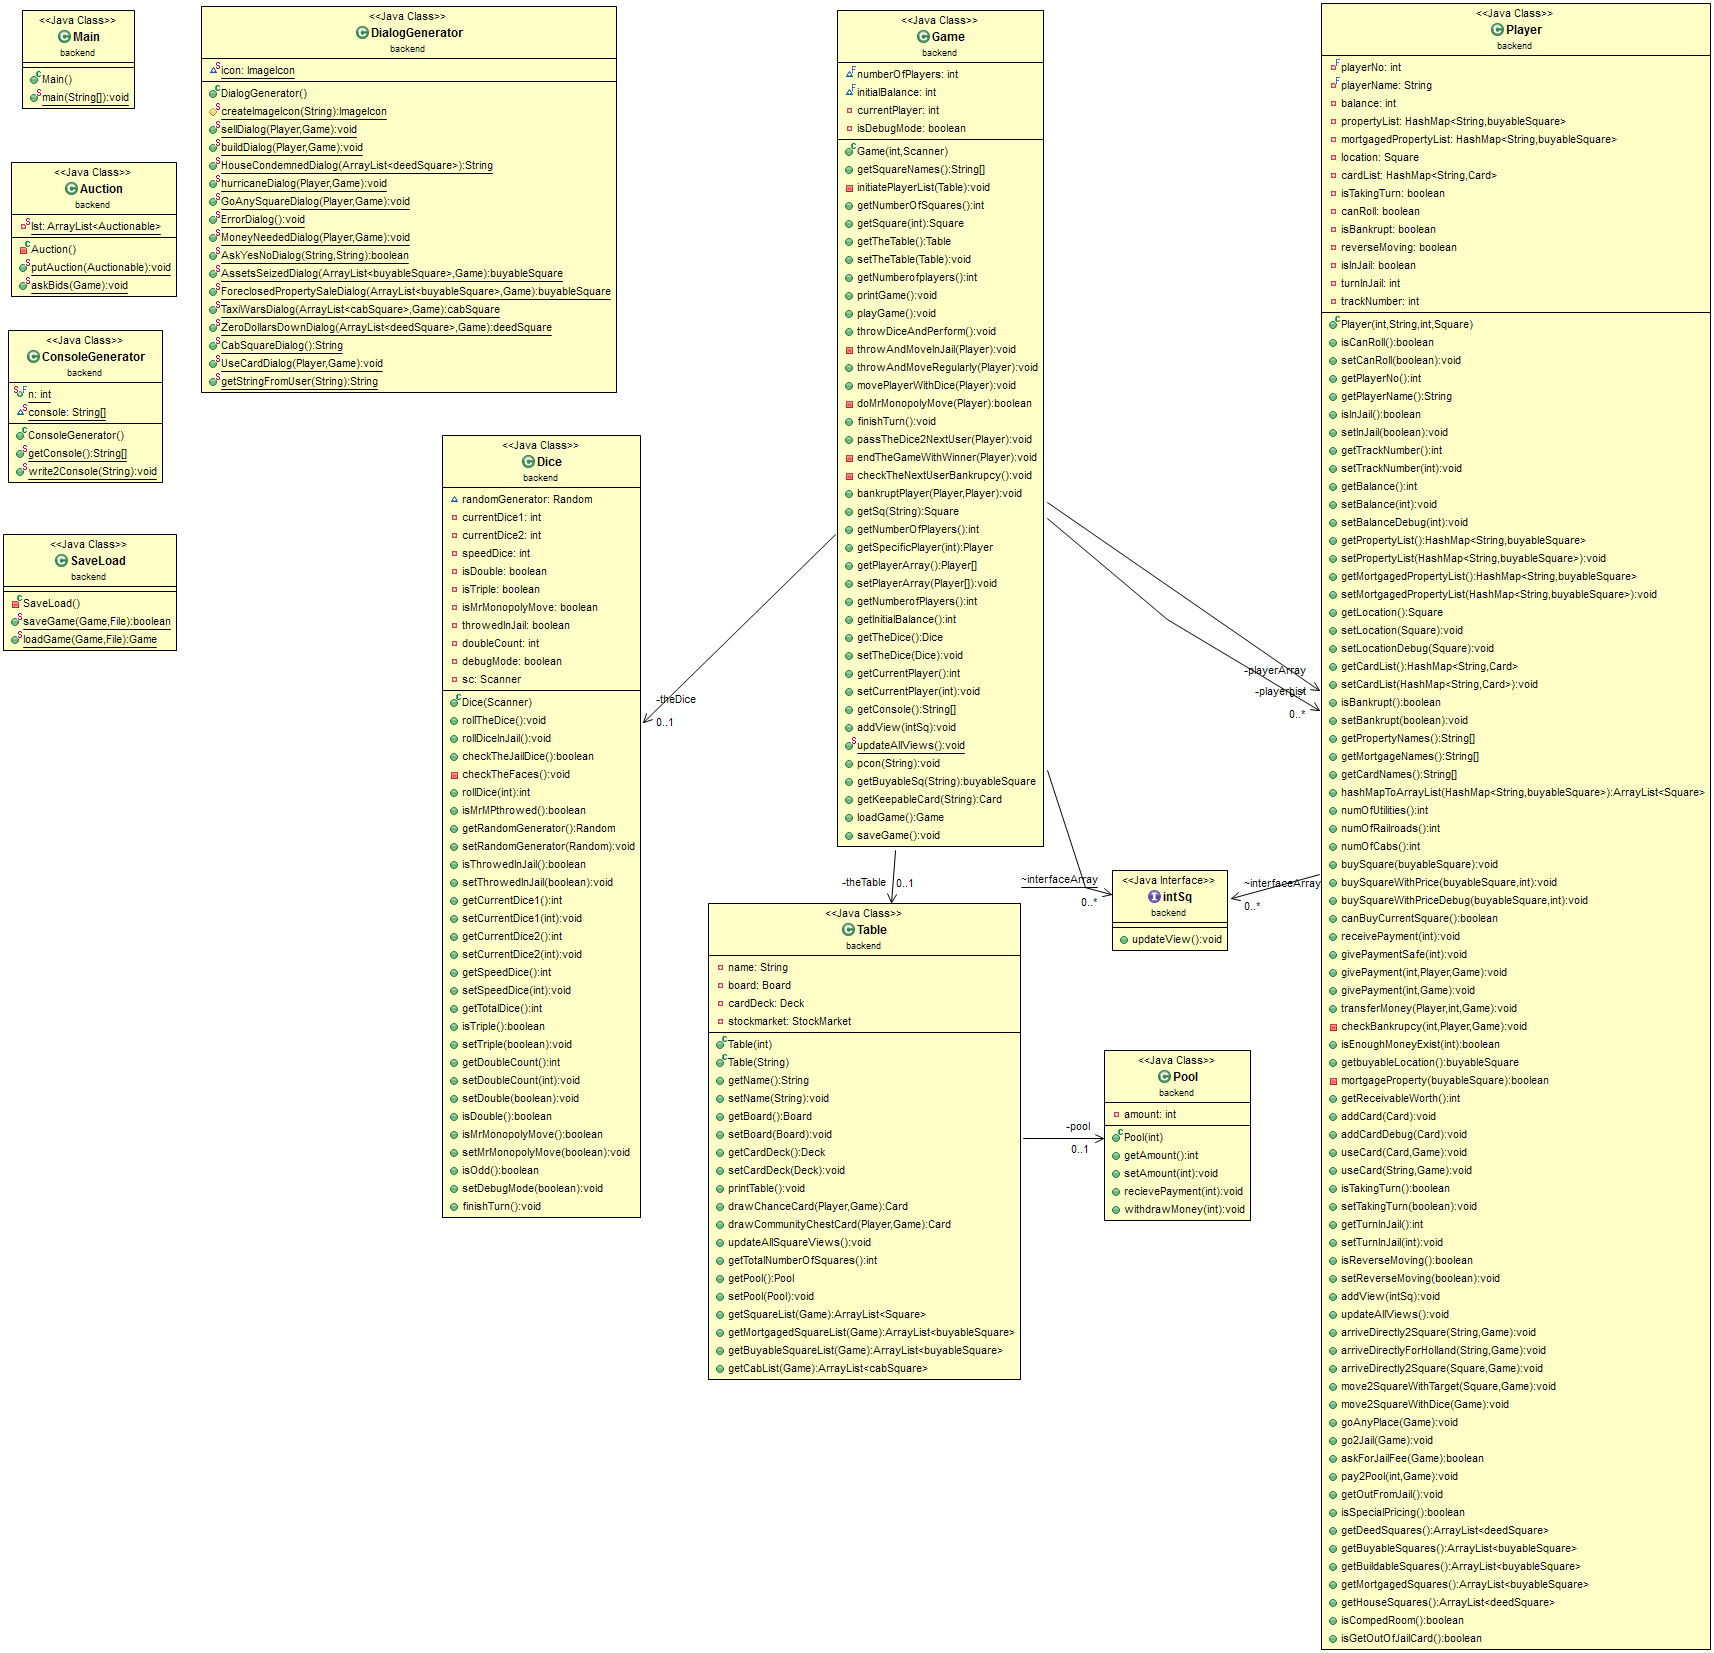 <<Java Class>>
Main
backend
Main()
main(String[]):void
<<Java Class>>
Auction
backend
lst: ArrayList<Auctionable>
Auction()
putAuction(Auctionable):void
askBids(Game):void
<<Java Class>>
ConsoleGenerator
backend
n: int
console: String[]
ConsoleGenerator()
getConsole():String[]
write2Console(String):void
<<Java Class>>
SaveLoad
backend
SaveLoad()
saveGame(Game,File):boolean
loadGame(Game,File):Game
<<Java Class>>
DialogGenerator
backend
icon: ImageIcon
DialogGenerator()
createImageIcon(String):ImageIcon
sellDialog(Player,Game):void
buildDialog(Player,Game):void
HouseCondemnedDialog(ArrayList<deedSquare>):String
hurricaneDialog(Player,Game):void
GoAnySquareDialog(Player,Game):void
ErrorDialog():void
MoneyNeededDialog(Player,Game):void
AskYesNoDialog(String,String):boolean
AssetsSeizedDialog(ArrayList<buyableSquare>,Game):buyableSquare
ForeclosedPropertySaleDialog(ArrayList<buyableSquare>,Game):buyableSquare
TaxiWarsDialog(ArrayList<cabSquare>,Game):cabSquare
ZeroDollarsDownDialog(ArrayList<deedSquare>,Game):deedSquare
CabSquareDialog():String
UseCardDialog(Player,Game):void
getStringFromUser(String):String
<<Java Class>>
Dice
backend
randomGenerator: Random
currentDice1: int
currentDice2: int
speedDice: int
isDouble: boolean
isTriple: boolean
isMrMonopolyMove: boolean
throwedInJail: boolean
doubleCount: int
debugMode: boolean
sc: Scanner
Dice(Scanner)
rollTheDice():void
rollDiceInJail():void
checkTheJailDice():boolean
checkTheFaces():void
rollDice(int):int
isMrMPthrowed():boolean
getRandomGenerator():Random
setRandomGenerator(Random):void
isThrowedInJail():boolean
setThrowedInJail(boolean):void
getCurrentDice1():int
setCurrentDice1(int):void
getCurrentDice2():int
setCurrentDice2(int):void
getSpeedDice():int
setSpeedDice(int):void
getTotalDice():int
isTriple():boolean
setTriple(boolean):void
getDoubleCount():int
setDoubleCount(int):void
setDouble(boolean):void
isDouble():boolean
isMrMonopolyMove():boolean
setMrMonopolyMove(boolean):void
isOdd():boolean
setDebugMode(boolean):void
finishTurn():void
<<Java Class>>
Game
backend
numberOfPlayers: int
initialBalance: int
currentPlayer: int
isDebugMode: boolean
Game(int,Scanner)
getSquareNames():String[]
initiatePlayerList(Table):void
getNumberOfSquares():int
getSquare(int):Square
getTheTable():Table
setTheTable(Table):void
getNumberofplayers():int
printGame():void
playGame():void
throwDiceAndPerform():void
throwAndMoveInJail(Player):void
throwAndMoveRegularly(Player):void
movePlayerWithDice(Player):void
doMrMonopolyMove(Player):boolean
finishTurn():void
passTheDice2NextUser(Player):void
endTheGameWithWinner(Player):void
checkTheNextUserBankrupcy():void
bankruptPlayer(Player,Player):void
getSq(String):Square
getNumberOfPlayers():int
getSpecificPlayer(int):Player
getPlayerArray():Player[]
setPlayerArray(Player[]):void
getNumberofPlayers():int
getInitialBalance():int
getTheDice():Dice
setTheDice(Dice):void
getCurrentPlayer():int
setCurrentPlayer(int):void
getConsole():String[]
addView(intSq):void
updateAllViews():void
pcon(String):void
getBuyableSq(String):buyableSquare
getKeepableCard(String):Card
loadGame():Game
saveGame():void
-theDice
0..1
-theTable
0..1
-playerArray
-playerList
0..*
~interfaceArray
0..*
~interfaceArray
0..*
<<Java Interface>>
intSq
backend
updateView():void
<<Java Class>>
Table
backend
name: String
board: Board
cardDeck: Deck
stockmarket: StockMarket
Table(int)
Table(String)
getName():String
setName(String):void
getBoard():Board
setBoard(Board):void
getCardDeck():Deck
setCardDeck(Deck):void
printTable():void
drawChanceCard(Player,Game):Card
drawCommunityChestCard(Player,Game):Card
updateAllSquareViews():void
getTotalNumberOfSquares():int
getPool():Pool
setPool(Pool):void
getSquareList(Game):ArrayList<Square>
getMortgagedSquareList(Game):ArrayList<buyableSquare>
getBuyableSquareList(Game):ArrayList<buyableSquare>
getCabList(Game):ArrayList<cabSquare>
-pool
0..1
<<Java Class>>
Pool
backend
amount: int
Pool(int)
getAmount():int
setAmount(int):void
recievePayment(int):void
withdrawMoney(int):void
<<Java Class>>
Player
backend
playerNo: int
playerName: String
balance: int
propertyList: HashMap<String,buyableSquare>
mortgagedPropertyList: HashMap<String,buyableSquare>
location: Square
cardList: HashMap<String,Card>
isTakingTurn: boolean
canRoll: boolean
isBankrupt: boolean
reverseMoving: boolean
isInJail: boolean
turnInJail: int
trackNumber: int
Player(int,String,int,Square)
isCanRoll():boolean
setCanRoll(boolean):void
getPlayerNo():int
getPlayerName():String
isInJail():boolean
setInJail(boolean):void
getTrackNumber():int
setTrackNumber(int):void
getBalance():int
setBalance(int):void
setBalanceDebug(int):void
getPropertyList():HashMap<String,buyableSquare>
setPropertyList(HashMap<String,buyableSquare>):void
getMortgagedPropertyList():HashMap<String,buyableSquare>
setMortgagedPropertyList(HashMap<String,buyableSquare>):void
getLocation():Square
setLocation(Square):void
setLocationDebug(Square):void
getCardList():HashMap<String,Card>
setCardList(HashMap<String,Card>):void
isBankrupt():boolean
setBankrupt(boolean):void
getPropertyNames():String[]
getMortgageNames():String[]
getCardNames():String[]
hashMapToArrayList(HashMap<String,buyableSquare>):ArrayList<Square>
numOfUtilities():int
numOfRailroads():int
numOfCabs():int
buySquare(buyableSquare):void
buySquareWithPrice(buyableSquare,int):void
buySquareWithPriceDebug(buyableSquare,int):void
canBuyCurrentSquare():boolean
receivePayment(int):void
givePaymentSafe(int):void
givePayment(int,Player,Game):void
givePayment(int,Game):void
transferMoney(Player,int,Game):void
checkBankrupcy(int,Player,Game):void
isEnoughMoneyExist(int):boolean
getbuyableLocation():buyableSquare
mortgageProperty(buyableSquare):boolean
getReceivableWorth():int
addCard(Card):void
addCardDebug(Card):void
useCard(Card,Game):void
useCard(String,Game):void
isTakingTurn():boolean
setTakingTurn(boolean):void
getTurnInJail():int
setTurnInJail(int):void
isReverseMoving():boolean
setReverseMoving(boolean):void
addView(intSq):void
updateAllViews():void
arriveDirectly2Square(String,Game):void
arriveDirectlyForHolland(String,Game):void
arriveDirectly2Square(Square,Game):void
move2SquareWithTarget(Square,Game):void
move2SquareWithDice(Game):void
goAnyPlace(Game):void
go2Jail(Game):void
askForJailFee(Game):boolean
pay2Pool(int,Game):void
getOutFromJail():void
isSpecialPricing():boolean
getDeedSquares():ArrayList<deedSquare>
getBuyableSquares():ArrayList<buyableSquare>
getBuildableSquares():ArrayList<buyableSquare>
getMortgagedSquares():ArrayList<buyableSquare>
getHouseSquares():ArrayList<deedSquare>
isCompedRoom():boolean
isGetOutOfJailCard():boolean